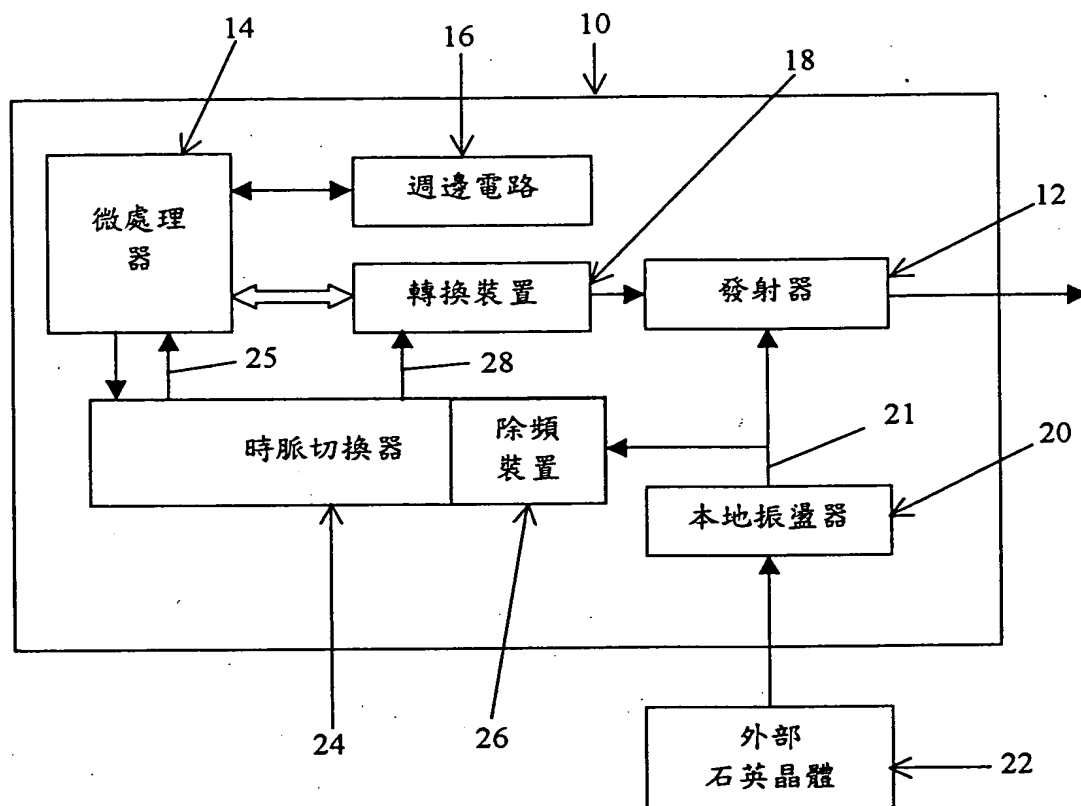 14
16
10
18
微處理
器
週邊電路
12
轉換裝置
發射器
25
28
時脈切換器
除頻
裝置
21
20
本地振盪器
24
26
外部
石英晶體
22